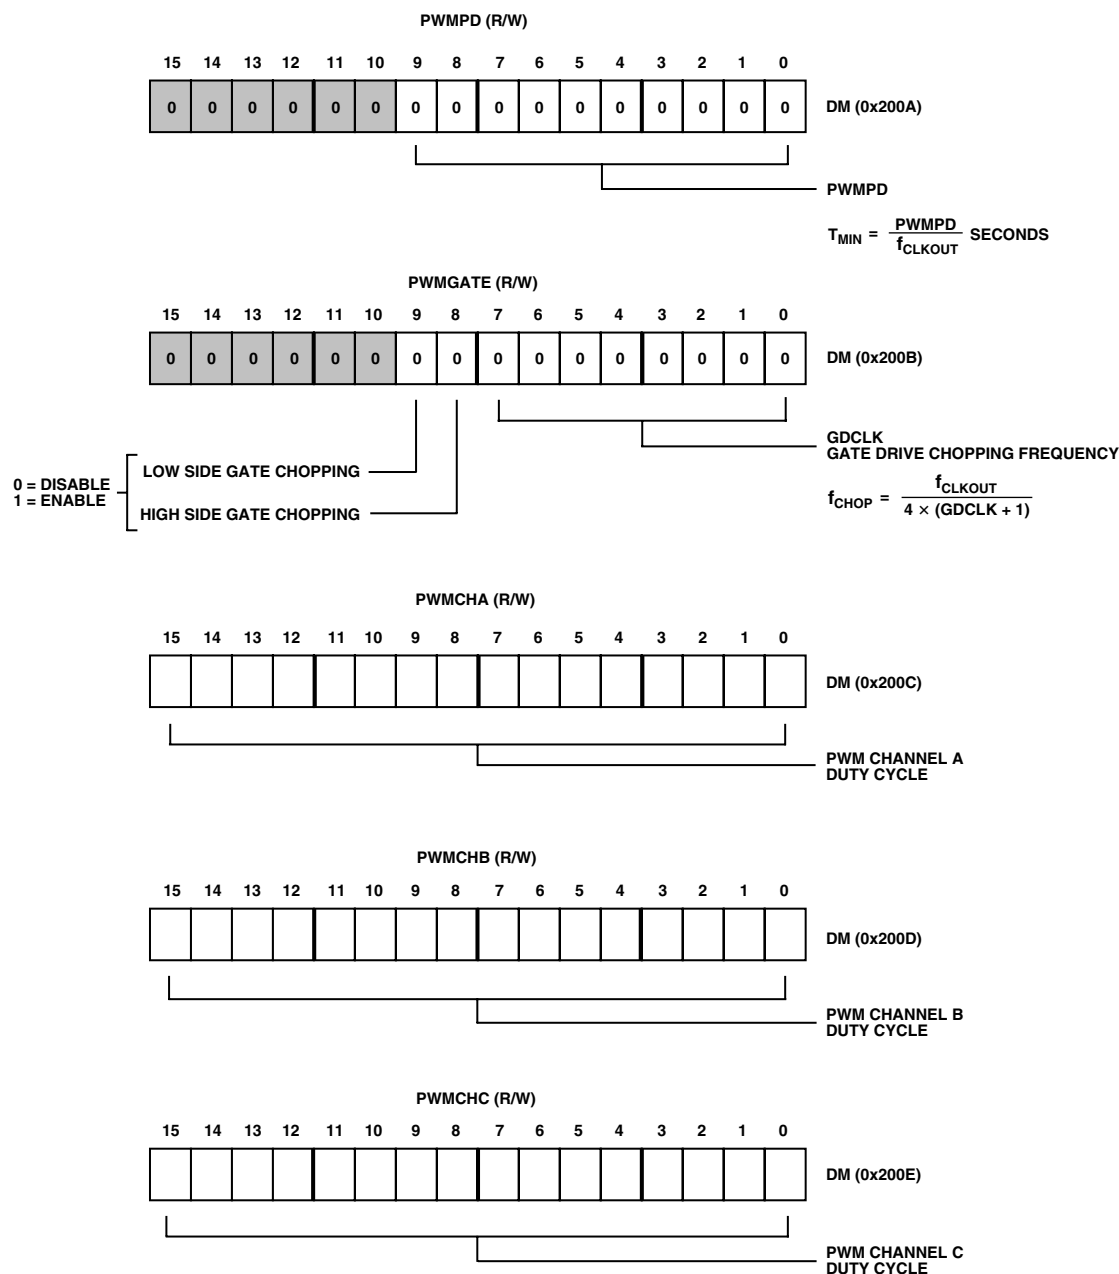 PWMPD (R/W)
15 14 13 12 11 10 9 8 7 6 5 4 3 2 1 0
0 0 0 0 0 0 0 0 0 0 0 0 0 0 0 0 DM (0x200A)
PWMPD
T_MIN = PWMPD / f_CLKOUT SECONDS
PWMGATE (R/W)
15 14 13 12 11 10 9 8 7 6 5 4 3 2 1 0
0 0 0 0 0 0 0 0 0 0 0 0 0 0 0 0 DM (0x200B)
GDCLK
GATE DRIVE CHOPPING FREQUENCY
f_CHOP = f_CLKOUT / 4 × (GDCLK + 1)
0 = DISABLE
1 = ENABLE
LOW SIDE GATE CHOPPING
HIGH SIDE GATE CHOPPING
PWMCHA (R/W)
15 14 13 12 11 10 9 8 7 6 5 4 3 2 1 0
DM (0x200C)
PWM CHANNEL A
DUTY CYCLE
PWMCHB (R/W)
15 14 13 12 11 10 9 8 7 6 5 4 3 2 1 0
DM (0x200D)
PWM CHANNEL B
DUTY CYCLE
PWMCHC (R/W)
15 14 13 12 11 10 9 8 7 6 5 4 3 2 1 0
DM (0x200E)
PWM CHANNEL C
DUTY CYCLE